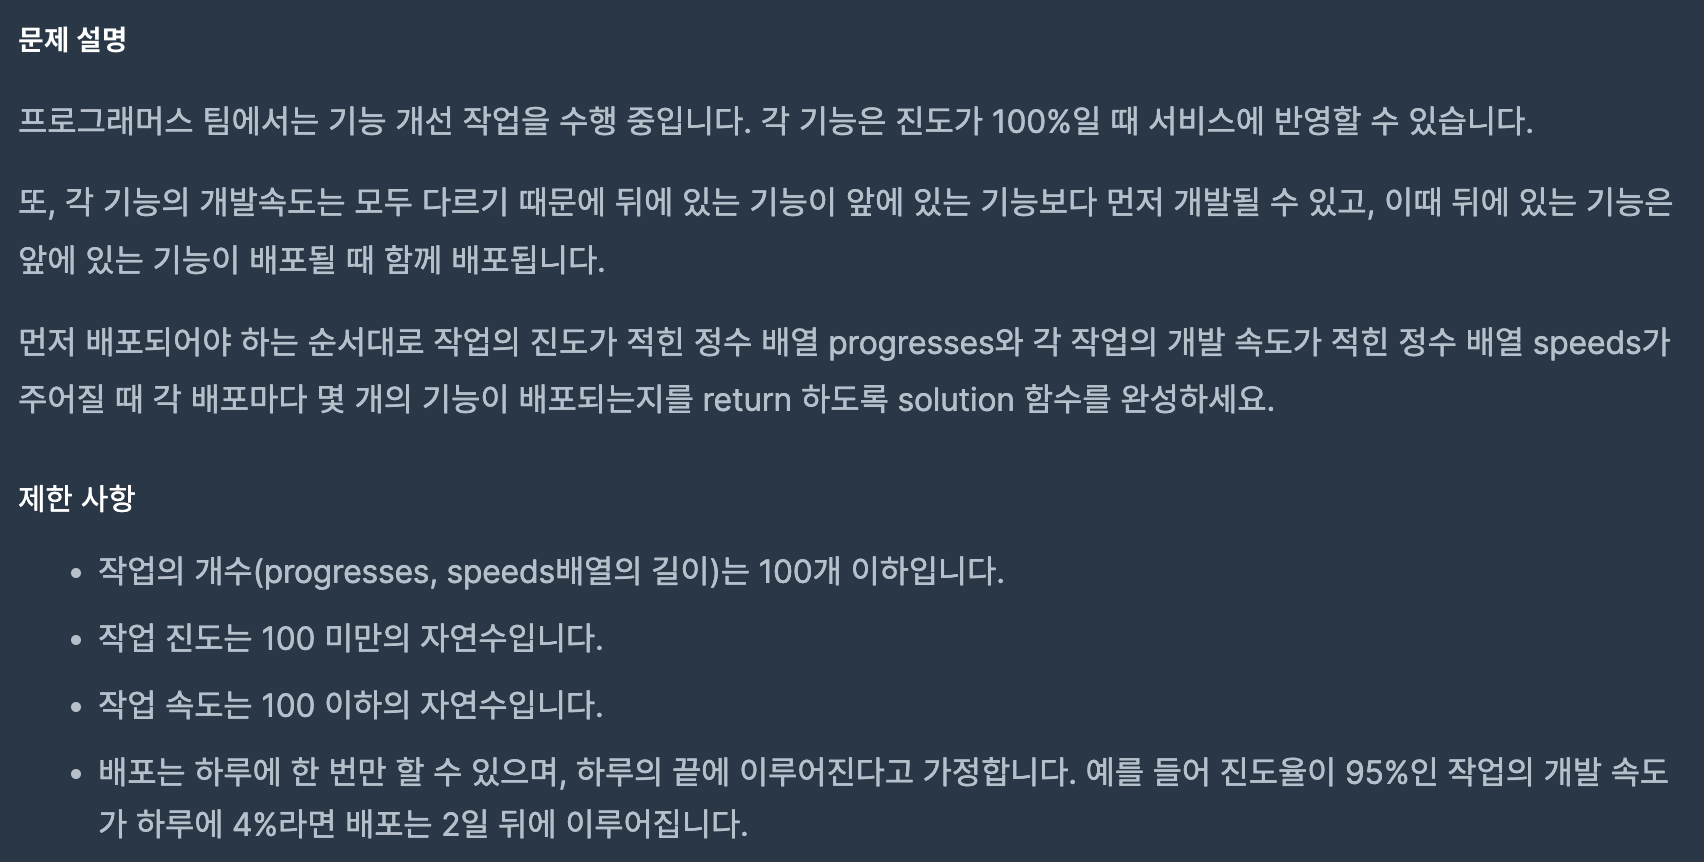 문제 설명
프로그래머스 팀에서는 기능 개선 작업을 수행 중입니다. 각 기능은 진도가 100%일 때 서비스에 반영할 수 있습니다.
또, 각 기능의 개발속도는 모두 다르기 때문에 뒤에 있는 기능이 앞에 있는 기능보다 먼저 개발될 수 있고, 이때 뒤에 있는 기능은
앞에 있는 기능이 배포될 때 함께 배포됩니다.
먼저 배포되어야 하는 순서대로 작업의 진도가 적힌 정수 배열 progresses와 각 작업의 개발 속도가 적힌 정수 배열 speeds가
주어질 때 각 배포마다 몇 개의 기능이 배포되는지를 return 하도록 solution 함수를 완성하세요.
제한 사항
• 작업의 개수(progresses, speeds배열의 길이)는 100개 이하입니다.
• 작업 진도는 100 미만의 자연수입니다.
• 작업 속도는 100 이하의 자연수입니다.
• 배포는 하루에 한 번만 할 수 있으며, 하루의 끝에 이루어진다고 가정합니다. 예를 들어 진도율이 95%인 작업의 개발 속도
가 하루에 4%라면 배포는 2일 뒤에 이루어집니다.